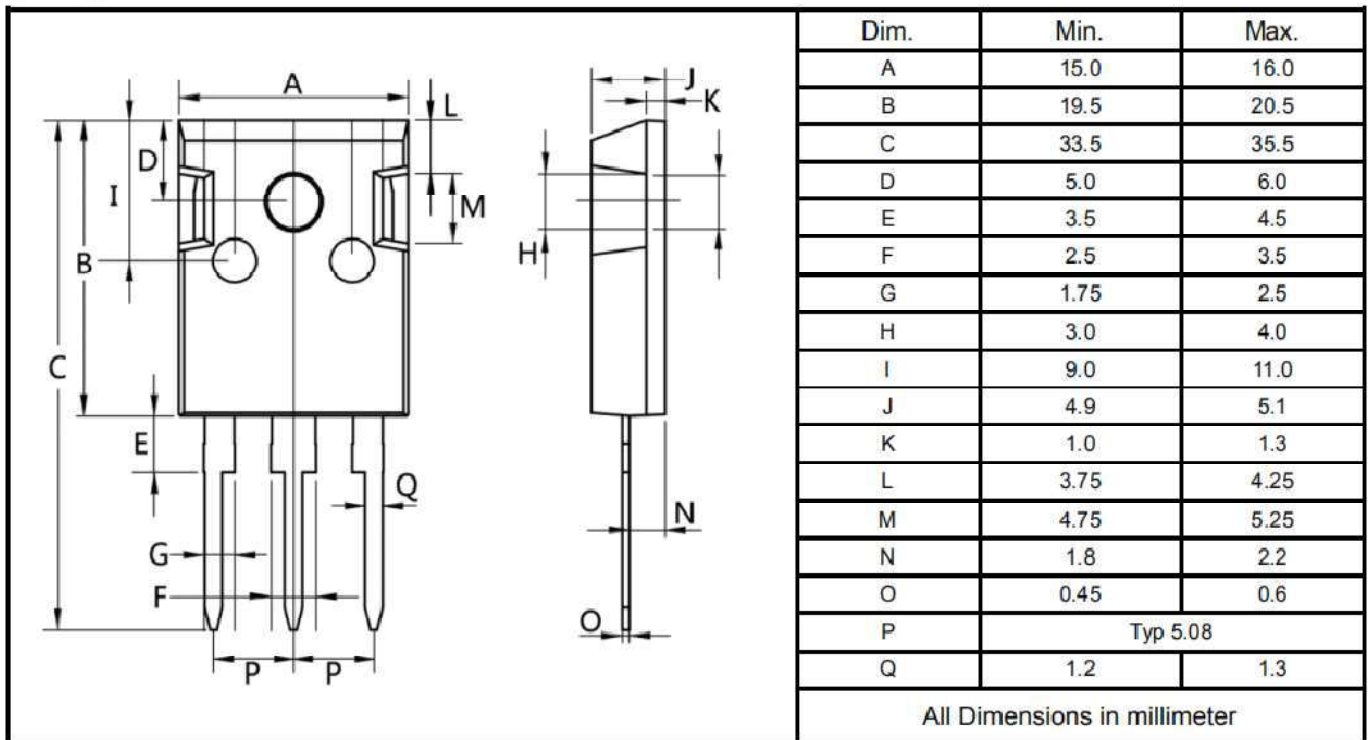 A
L
D
I
M
B
C
E
Q
G
F
P P
J
K
H
N
O
Dim. Min. Max.
A 15.0 16.0
B 19.5 20.5
C 33.5 35.5
D 5.0 6.0
E 3.5 4.5
F 2.5 3.5
G 1.75 2.5
H 3.0 4.0
I 9.0 11.0
J 4.9 5.1
K 1.0 1.3
L 3.75 4.25
M 4.75 5.25
N 1.8 2.2
O 0.45 0.6
P Typ 5.08
Q 1.2 1.3
All Dimensions in millimeter